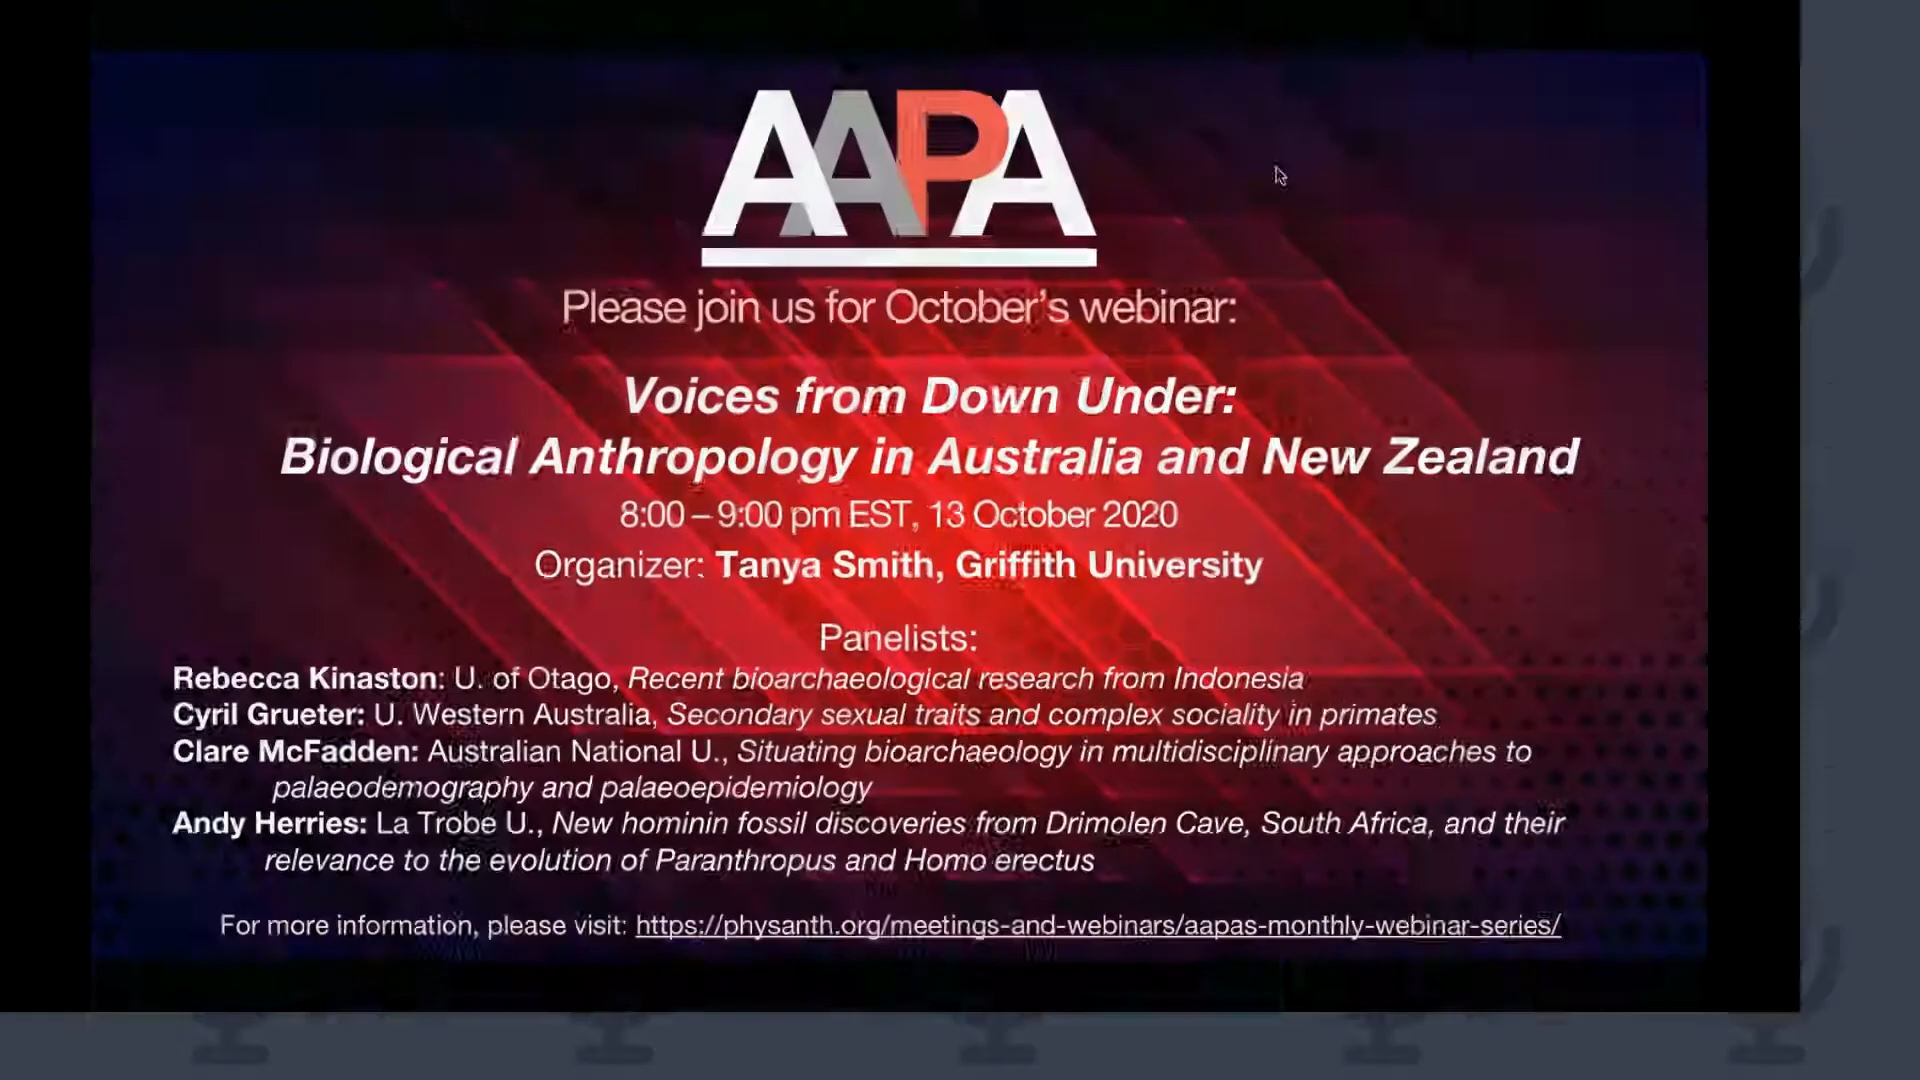 AAPA
Please join us for October's webinar:
Voices from Down Under:
Biological Anthropology in Australia and New Zealand
8:00 – 9:00 pm EST, 13 October 2020
Organizer: Tanya Smith, Griffith University
Panelists:
Rebecca Kinaston: U. of Otago, Recent bioarchaeological research from Indonesia
Cyril Grueter: U. Western Australia, Secondary sexual traits and complex sociality in primates
Clare McFadden: Australian National U., Situating bioarchaeology in multidisciplinary approaches to
palaeodemography and palaeoepidemiology
Andy Herries: La Trobe U., New hominin fossil discoveries from Drimolen Cave, South Africa, and their
relevance to the evolution of Paranthropus and Homo erectus
For more information, please visit: https://physanth.org/meetings-and-webinars/aapas-monthly-webinar-series/